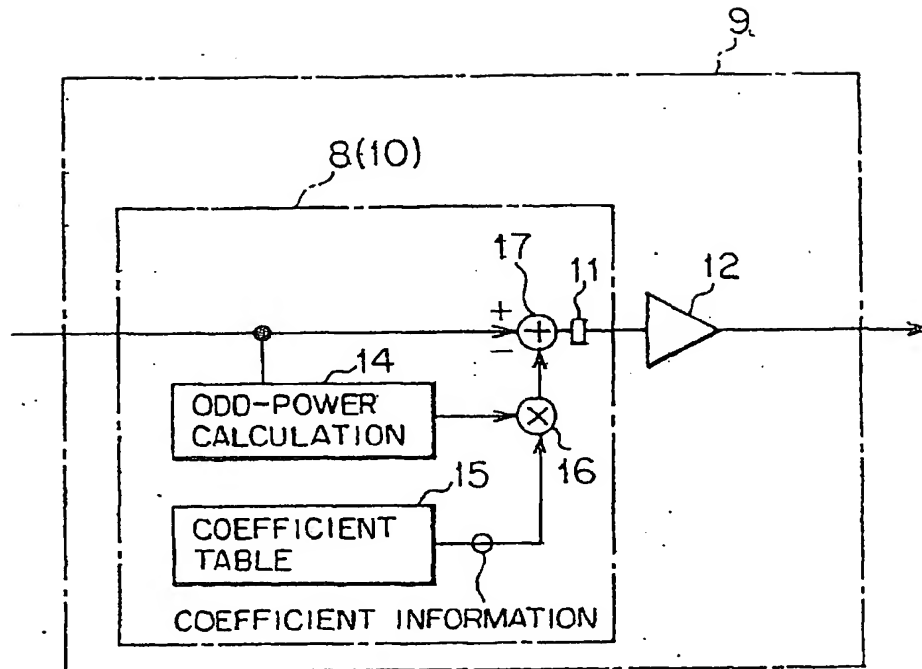 9
8(10)
17
11
12
+
+
−
14
ODD-POWER
CALCULATION
×
16
15
COEFFICIENT
TABLE
COEFFICIENT INFORMATION